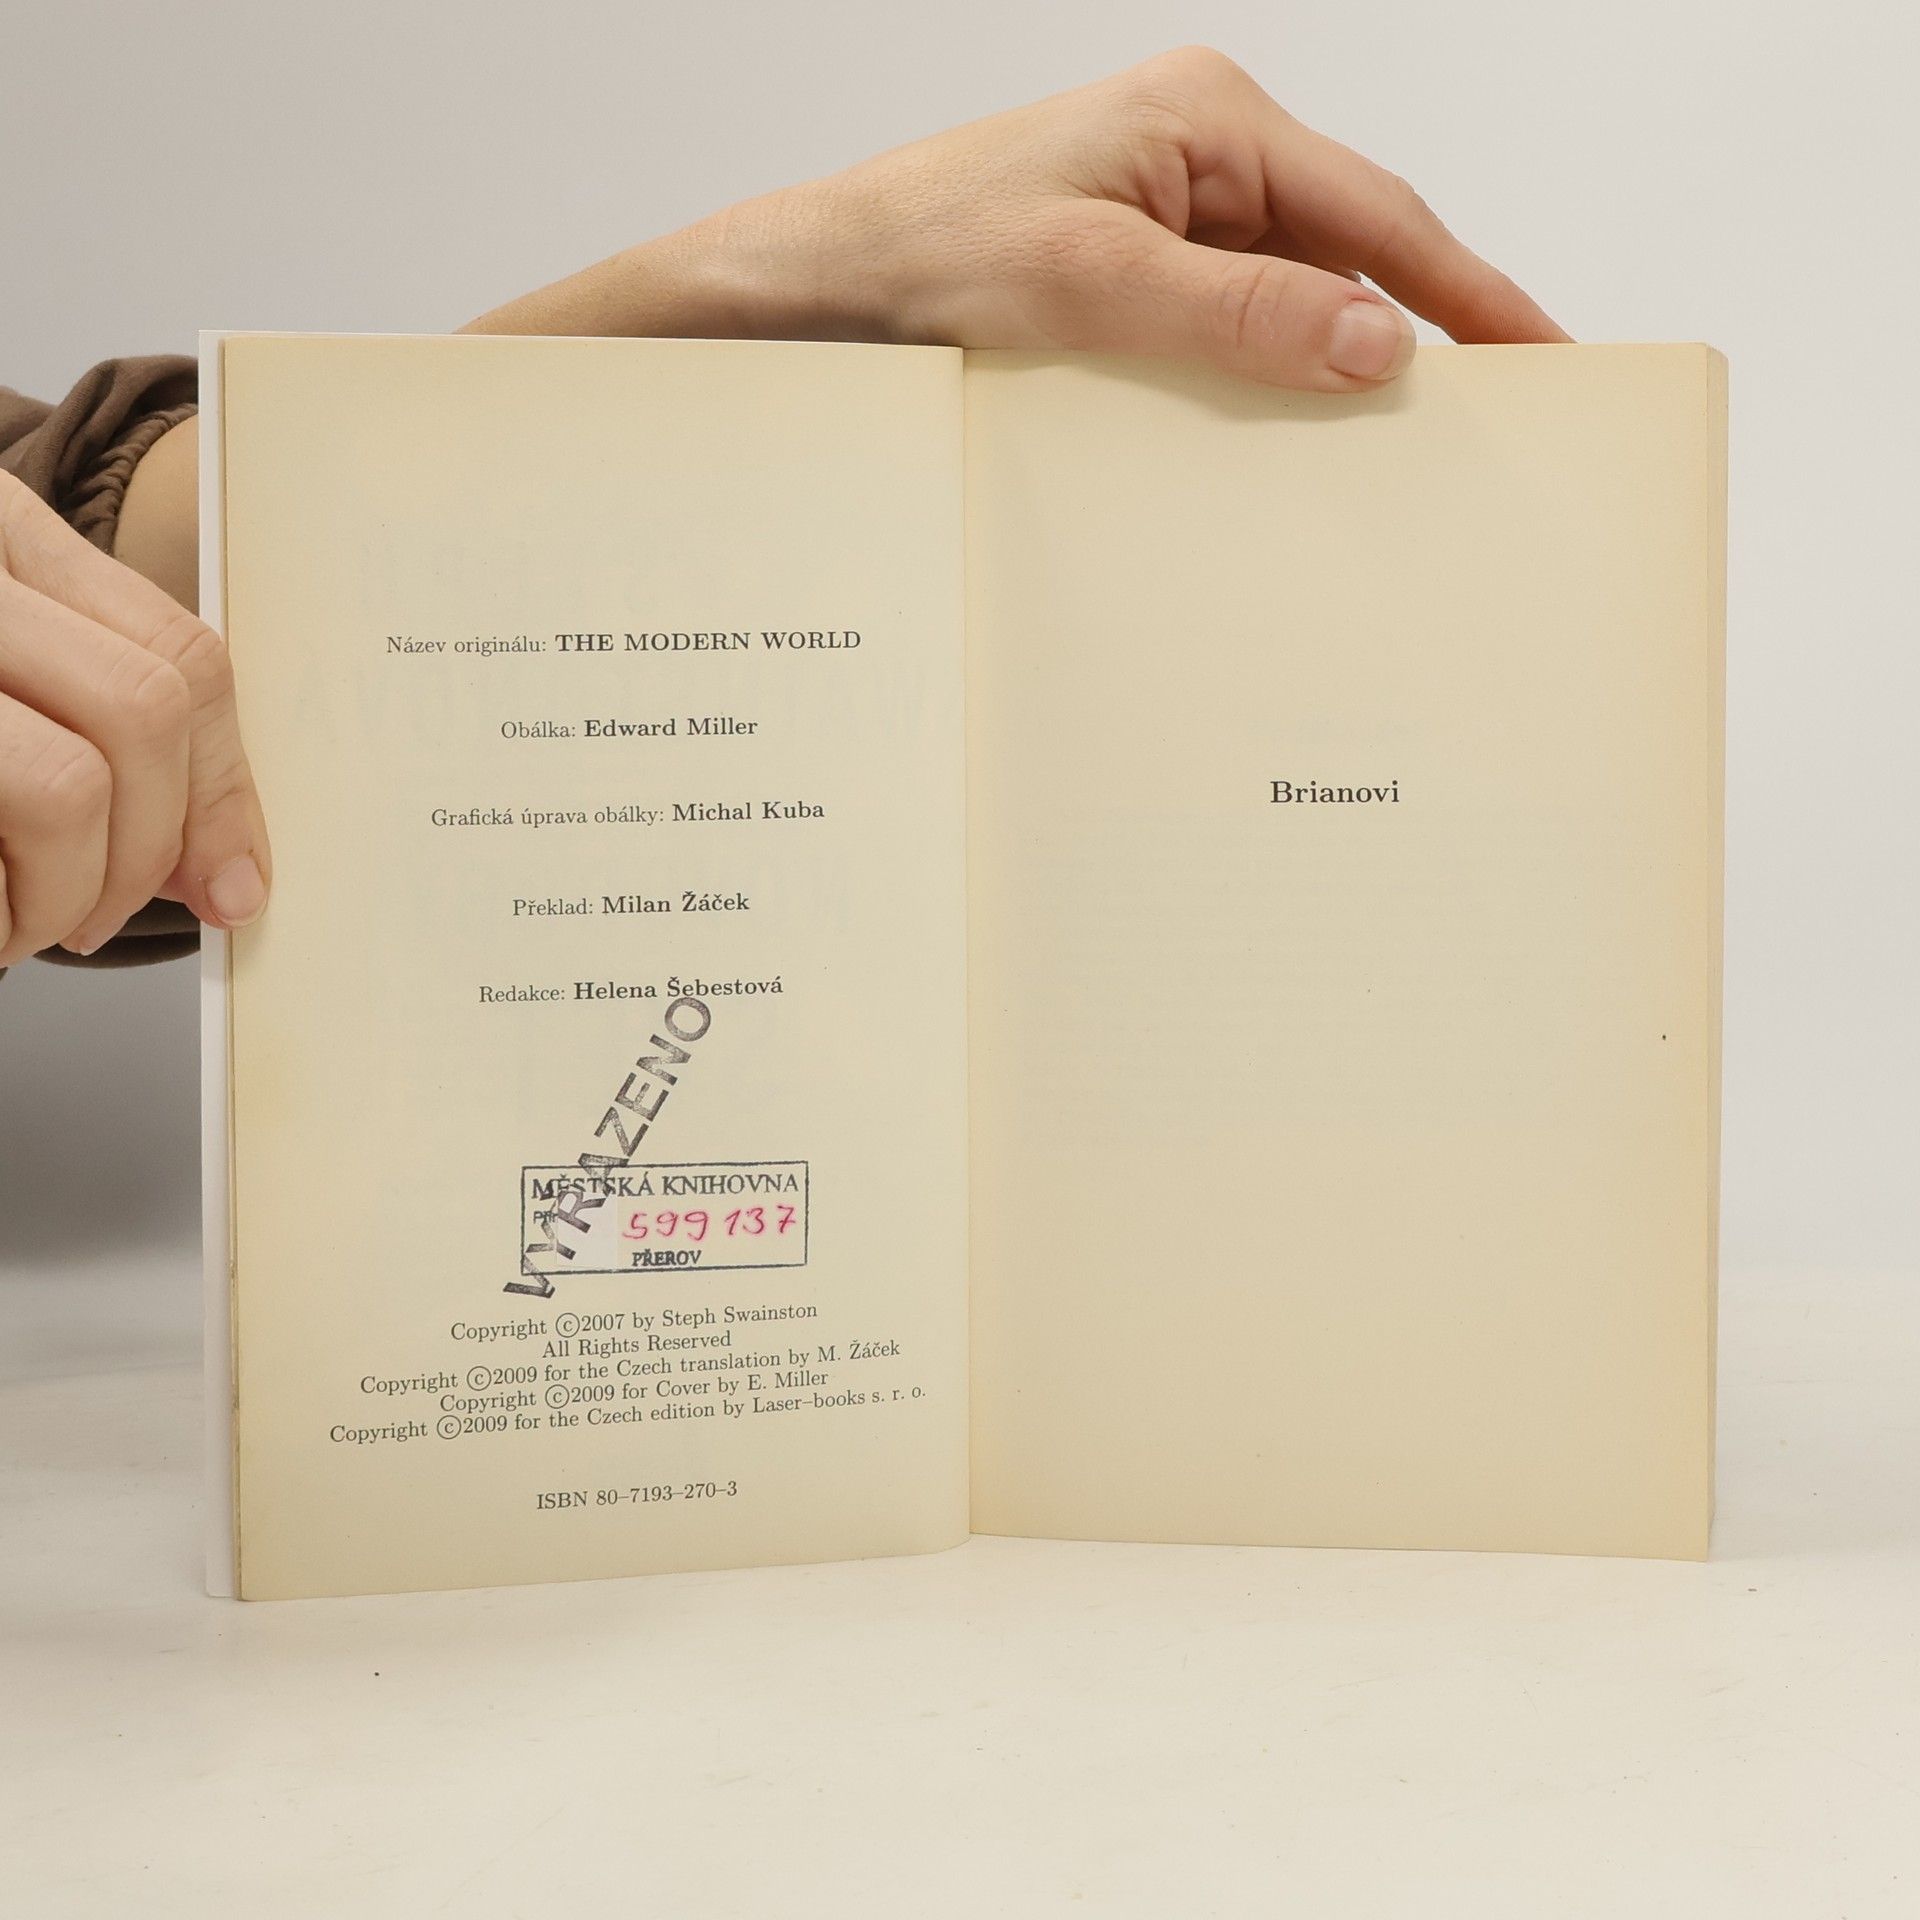 Název originálu: THE MODERN WORLD
Obálka: Edward Miller
Grafická úprava obálky: Michal Kuba
Překlad: Milan Žáček
Redakce: Helena Šebestová
VYŘAZENO
MĚSTSKÁ KNIHOVNA
599 137
PŘEROV
Copyright ©2007 by Steph Swainston
All Rights Reserved
Copyright ©2009 for the Czech translation by M. Žáček
Copyright ©2009 for Cover by E. Miller
Copyright ©2009 for the Czech edition by Laser–books s. r. o.
ISBN 80–7193–270–3
Brianovi